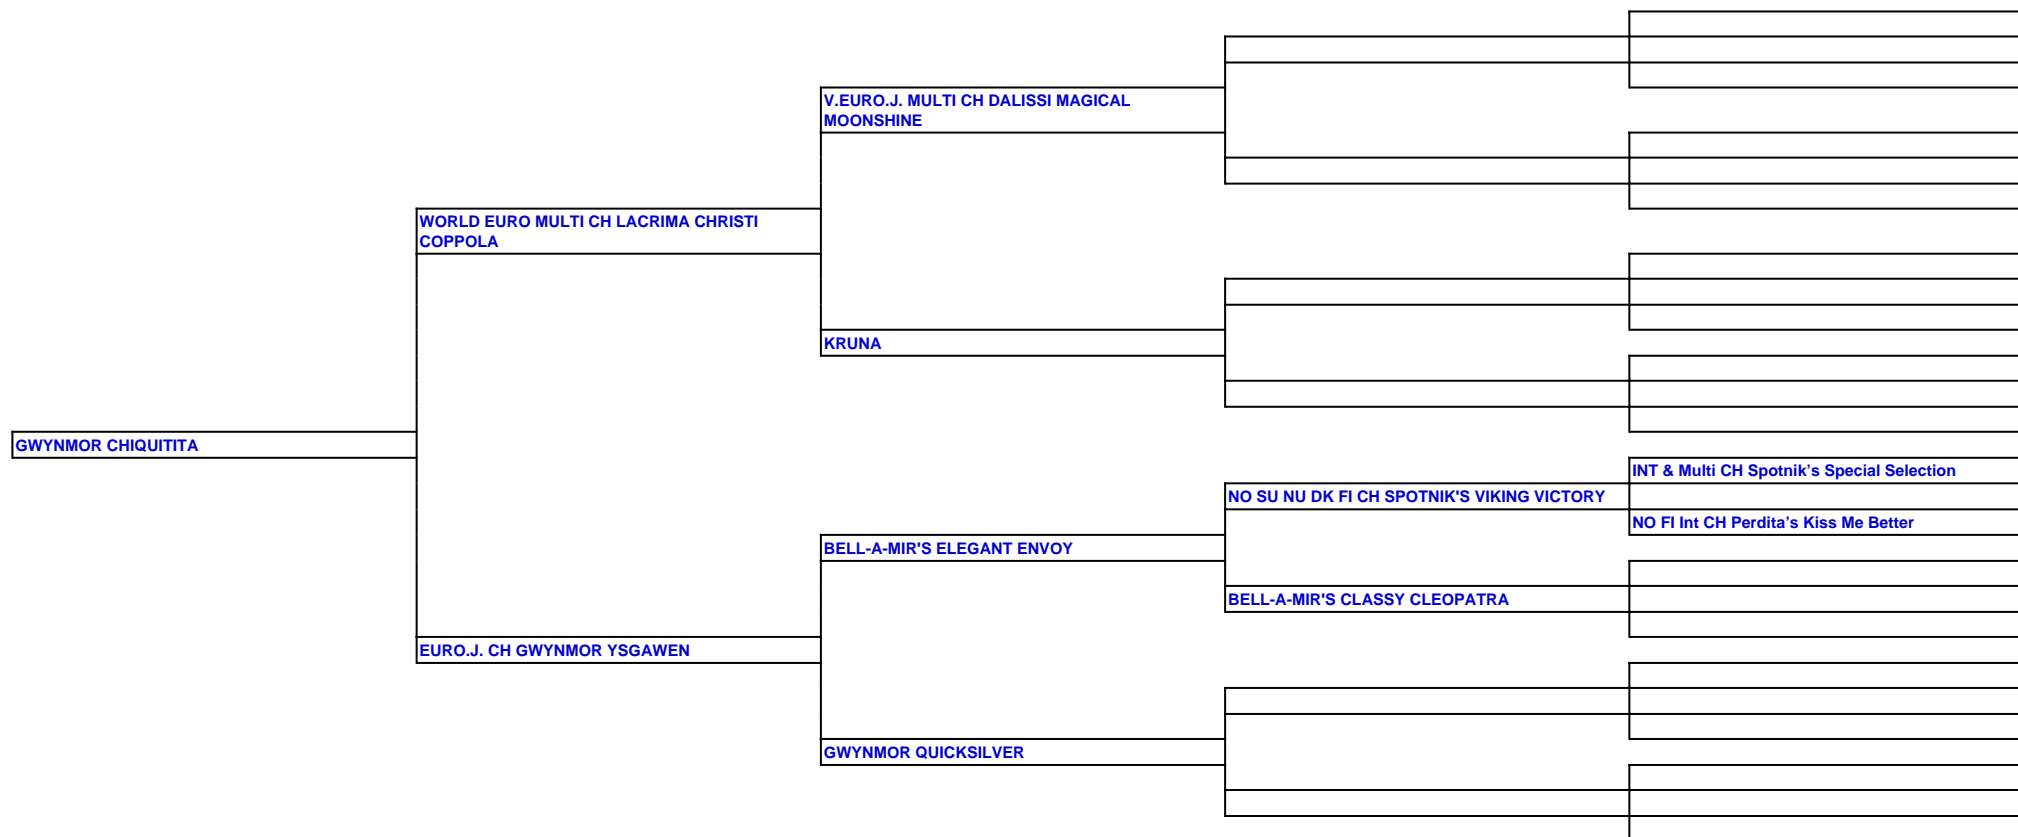 V.EURO.J. MULTI CH DALISSI MAGICAL
MOONSHINE
WORLD EURO MULTI CH LACRIMA CHRISTI
COPPOLA
KRUNA
GWYNMOR CHIQUITITA
INT & Multi CH Spotnik’s Special Selection
NO SU NU DK FI CH SPOTNIK'S VIKING VICTORY
NO FI Int CH Perdita’s Kiss Me Better
BELL-A-MIR'S ELEGANT ENVOY
BELL-A-MIR'S CLASSY CLEOPATRA
EURO.J. CH GWYNMOR YSGAWEN
GWYNMOR QUICKSILVER